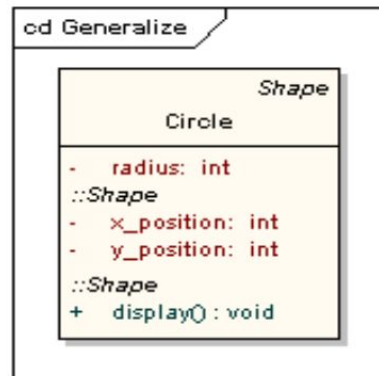 cd Generalize
Shape
Circle
- radius: int
::Shape
- x_position: int
- y_position: int
::Shape
+ display() : void